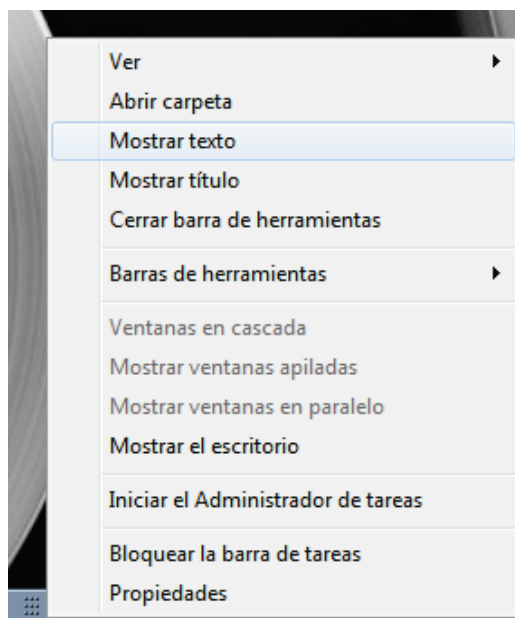 Ver
Abrir carpeta
Mostrar texto
Mostrar título
Cerrar barra de herramientas
Barras de herramientas
Ventanas en cascada
Mostrar ventanas apiladas
Mostrar ventanas en paralelo
Mostrar el escritorio
Iniciar el Administrador de tareas
Bloquear la barra de tareas
Propiedades